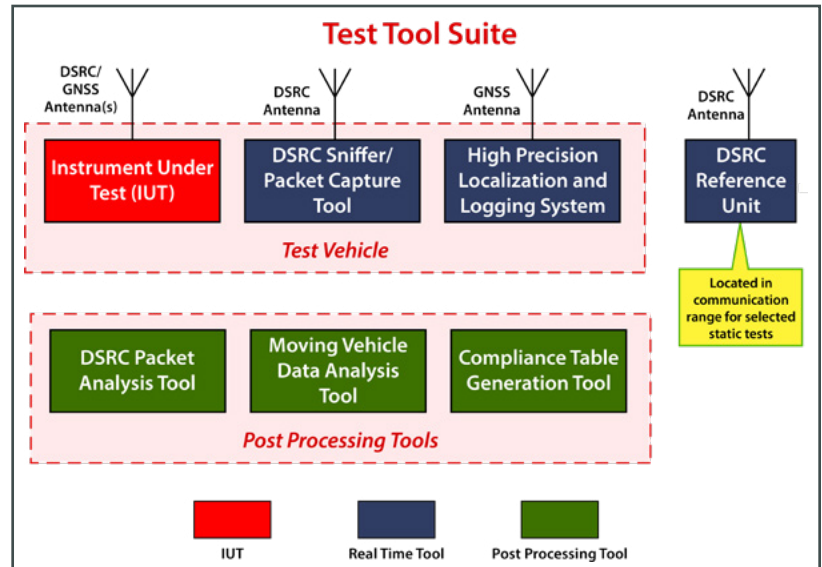 Test Tool Suite
DSRC/
GNSS
Antenna(s)
DSRC
Antenna
GNSS
Antenna
DSRC
Antenna
Instrument Under
Test (IUT)
DSRC Sniffer/
Packet Capture
Tool
High Precision
Localization and
Logging System
DSRC
Reference
Unit
Test Vehicle
Located in
communication
range for selected
static tests
DSRC Packet
Analysis Tool
Moving Vehicle
Data Analysis
Tool
Compliance Table
Generation Tool
Post Processing Tools
IUT
Real Time Tool
Post Processing Tool